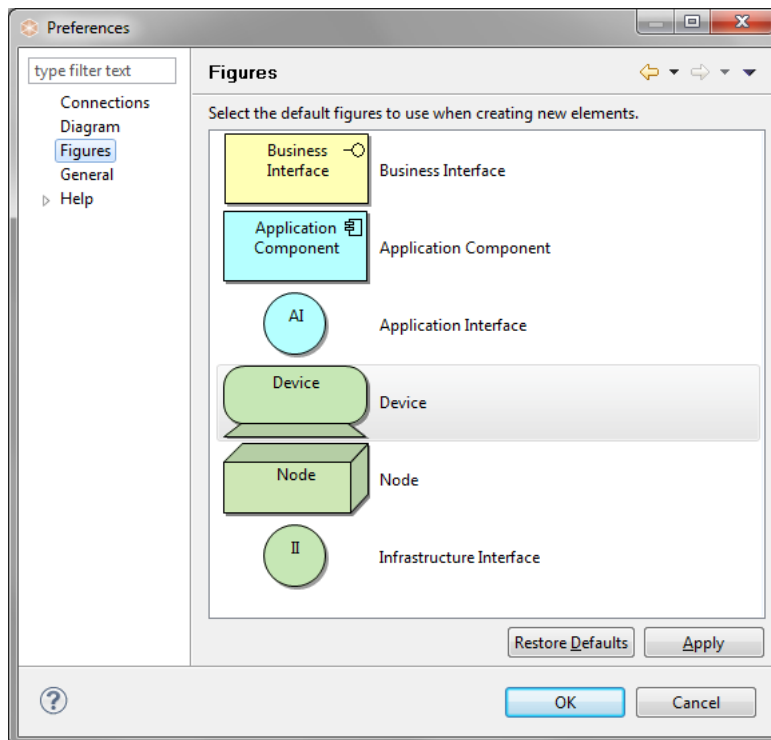 Preferences
type filter text
Connections
Diagram
Figures
General
Help
Figures
Select the default figures to use when creating new elements.
Business
Interface
Business Interface
Application
Component
Application Component
AI
Application Interface
Device
Device
Node
Node
II
Infrastructure Interface
Restore Defaults
Apply
?
OK
Cancel